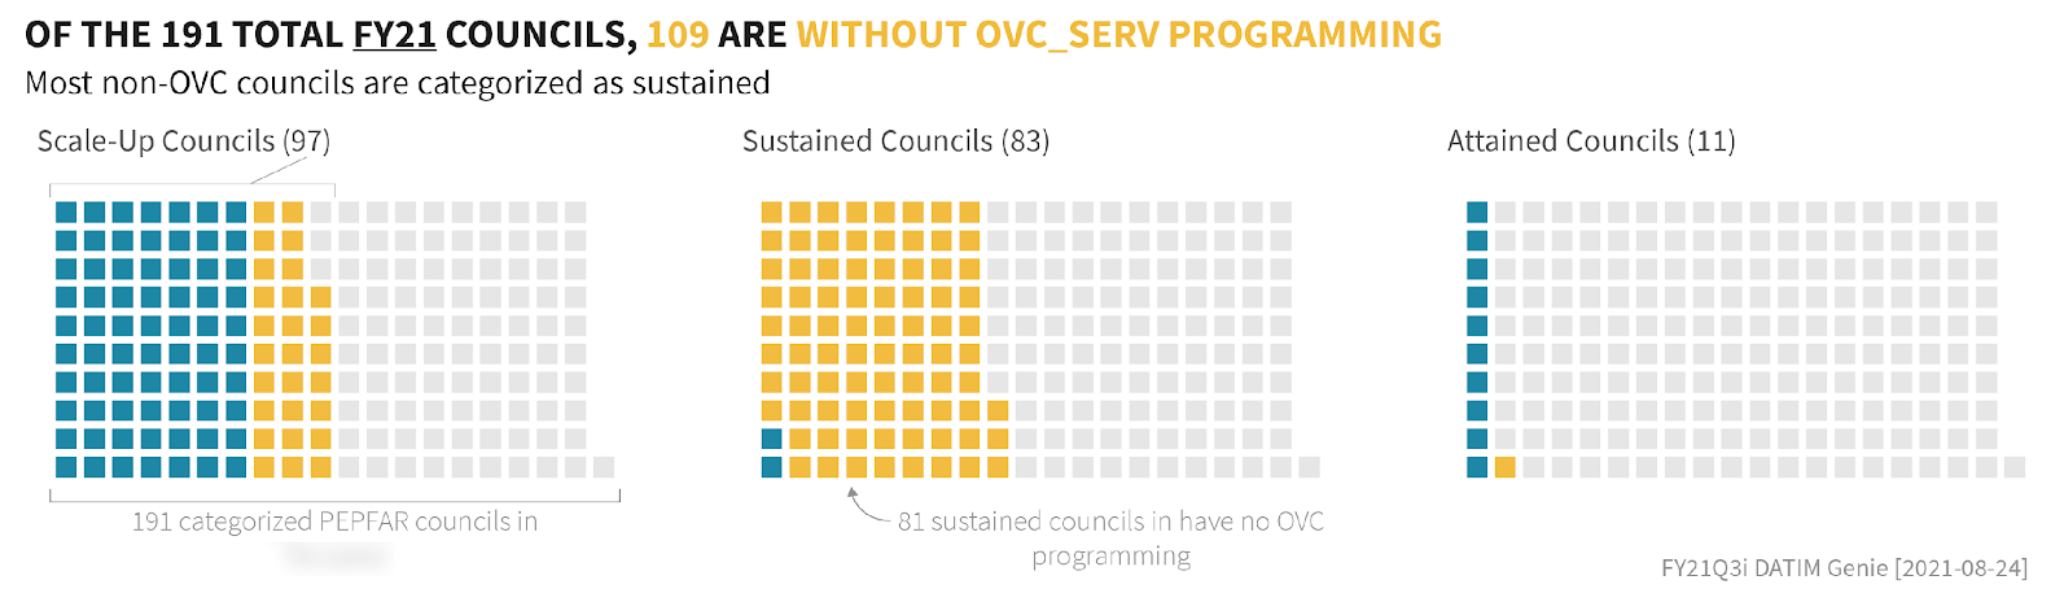 OF THE 191 TOTAL FY21 COUNCILS, 109 ARE WITHOUT OVC_SERV PROGRAMMING
Most non-OVC councils are categorized as sustained
Scale-Up Councils (97)
Sustained Councils (83)
Attained Councils (11)
191 categorized PEPFAR councils in
81 sustained councils in have no OVC
programming
FY21Q3i DATIM Genie [2021-08-24]